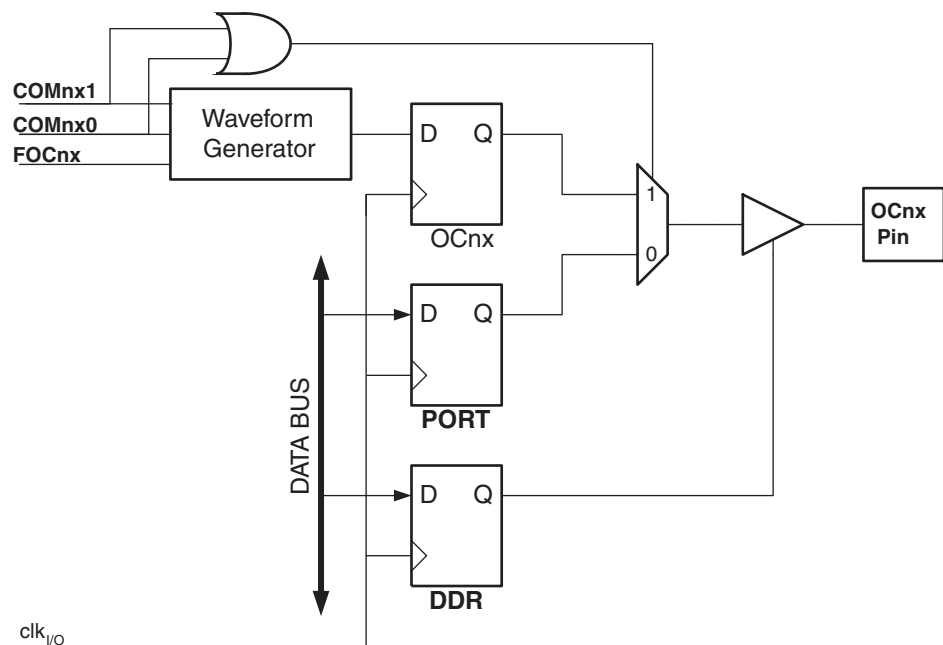 COMnx1
COMnx0
FOCnx
Waveform
Generator
D Q
OCnx
1
0
OCnx
Pin
D Q
PORT
DATA BUS
D Q
DDR
clkI/O